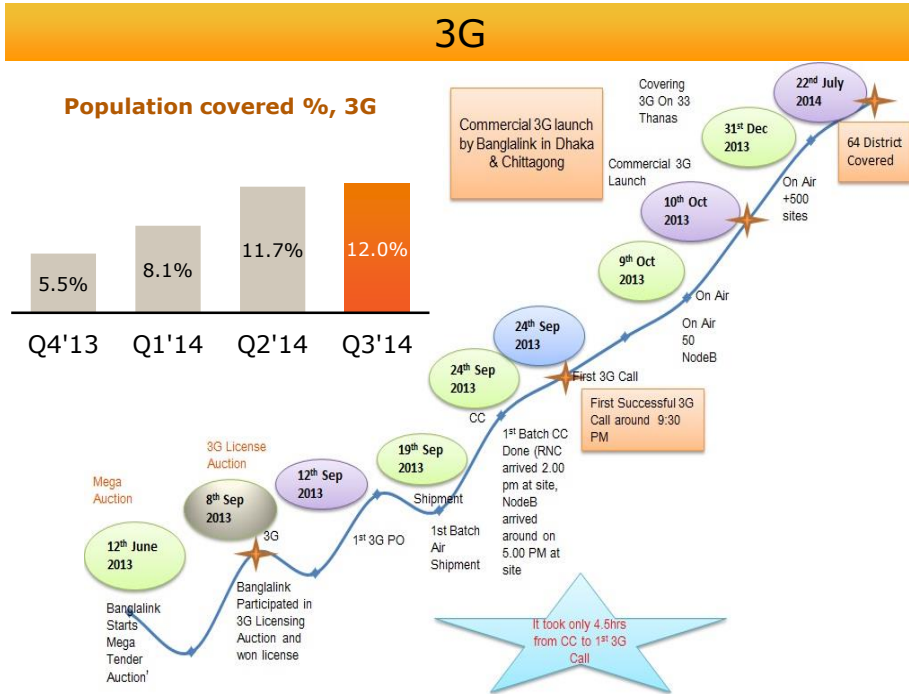 3G
Population covered %, 3G
5.5%
8.1%
11.7%
12.0%
Q4'13
Q1'14
Q2'14
Q3'14
Mega
Auction
12th June
2013
Banglalink
Starts
Mega
Tender
Auction'
3G License
Auction
8th Sep
2013
3G
Banglalink
Participated in
3G Licensing
Auction and
won license
12th Sep
2013
1st 3G PO
19th Sep
2013
Shipment
1st Batch
Air
Shipment
24th Sep
2013
CC
1st Batch CC
Done (RNC
arrived 2.00
pm at site,
NodeB
arrived
around on
5.00 PM at
site
24th Sep
2013
First 3G Call
First Successful 3G
Call around 9:30
PM
It took only 4.5hrs
from CC to 1st 3G
Call
9th Oct
2013
On Air
On Air
50
NodeB
Commercial 3G launch
by Banglalink in Dhaka
& Chittagong
Commercial 3G
Launch
10th Oct
2013
Covering
3G On 33
Thanas
31st Dec
2013
On Air
+500
sites
22nd July
2014
64 District
Covered